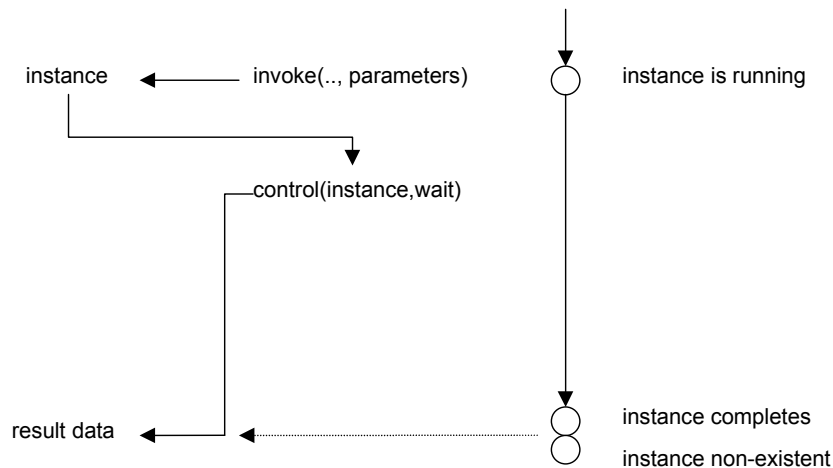 instance
invoke(.., parameters)
instance is running
control(instance,wait)
instance completes
result data
instance non-existent